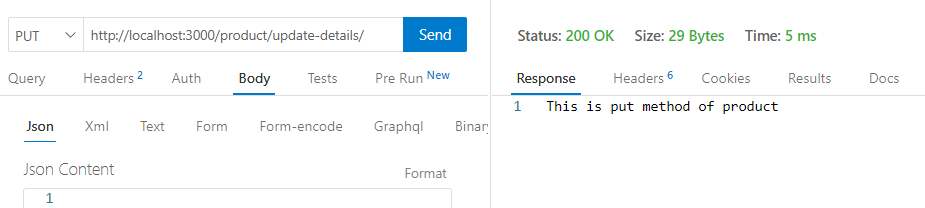 PUT http://localhost:3000/product/update-details/ Send
Query Headers 2 Auth Body Tests Pre Run New
Json Xml Text Form Form-encode Graphql Binary
Json Content Format
1
Status: 200 OK Size: 29 Bytes Time: 5 ms
Response Headers 6 Cookies Results Docs
1 This is put method of product